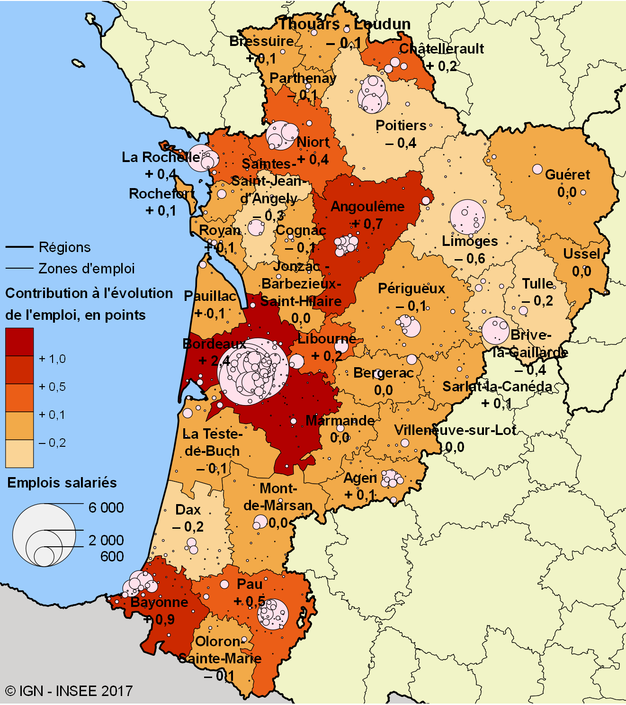 Thouars - Loudun
– 0,1
Bressuire
+ 0,1
Châtellerault
+ 0,2
Parthenay
– 0,1
Poitiers
– 0,4
Niort
+ 0,4
La Rochelle
+ 0,4
Saintes-
Saint-Jean-
d'Angely
– 0,3
Guéret
0,0
Rochefort
+ 0,1
Angoulême
+ 0,7
Royan
+ 0,1
Cognac
– 0,1
Limoges
– 0,6
Ussel
0,0
Régions
Zones d'emploi
Jonzac -
Barbezieux-
Saint-Hilaire
0,0
Pauillac
+ 0,1
Périgueux
– 0,1
Tulle
– 0,2
Contribution à l'évolution
de l'emploi, en points
+ 1,0
+ 0,5
+ 0,1
– 0,2
Bordeaux
+ 2,4
Libourne
+ 0,2
Brive-
la-Gaillarde
– 0,4
Bergerac
0,0
Sarlat-la-Canéda
+ 0,1
Marmande
0,0
Villeneuve-sur-Lot
0,0
La Teste-
de-Buch
– 0,1
Agen
+ 0,1
Emplois salariés
6 000
2 000
600
Mont-
de-Marsan
0,0
Dax
– 0,2
Bayonne
+ 0,9
Pau
+ 0,5
Oloron-
Sainte-Marie
– 0,1
© IGN - INSEE 2017